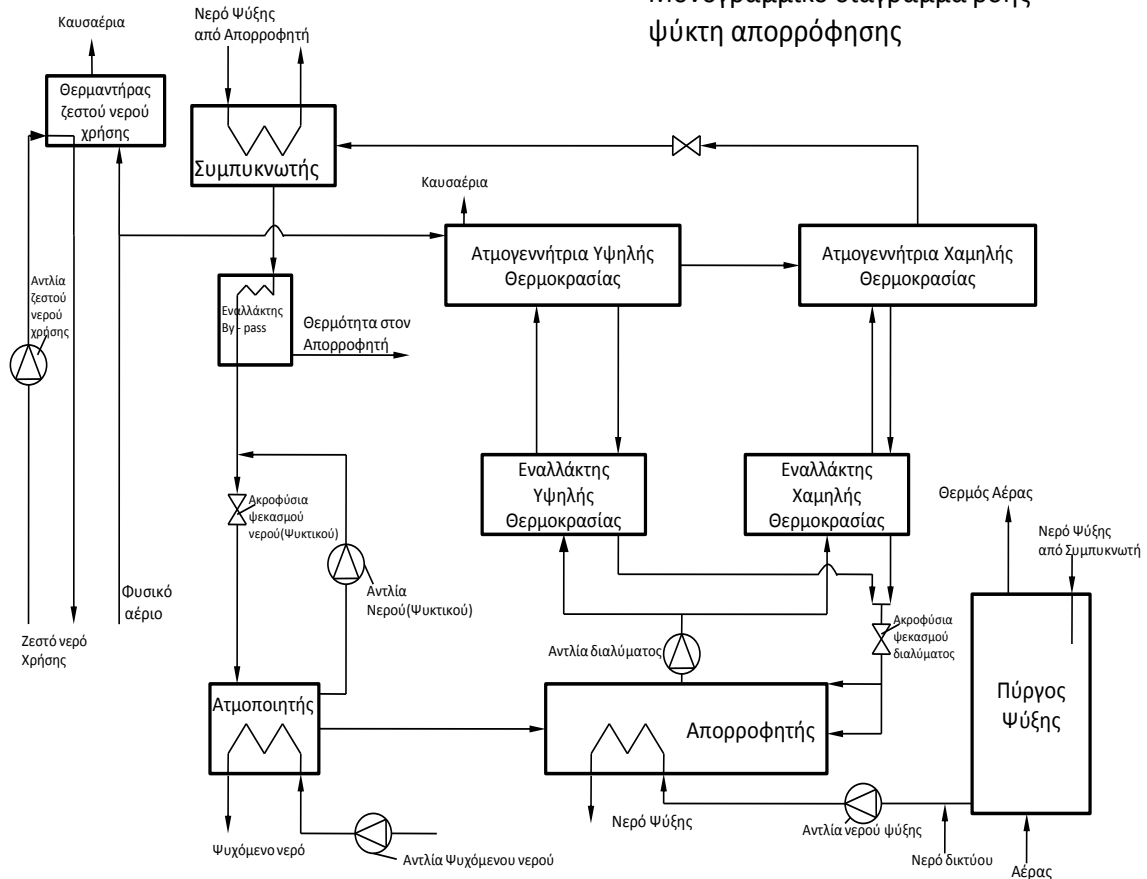 Μονογραμμικό διάγραμμα ροής
ψύκτη απορρόφησης
Καυσαέρια
Νερό Ψύξης
από Απορροφητή
Θερμαντήρας
ζεστού νερού
χρήσης
Συμπυκνωτής
Καυσαέρια
Ατμογεννήτρια Υψηλής
Θερμοκρασίας
Ατμογεννήτρια Χαμηλής
Θερμοκρασίας
Αντλία
ζεστού
νερού
χρήσης
Εναλλάκτης
By - pass
Θερμότητα στον
Απορροφητή
Εναλλάκτης
Υψηλής
Θερμοκρασίας
Εναλλάκτης
Χαμηλής
Θερμοκρασίας
Θερμός Αέρας
Νερό Ψύξης
από Συμπυκνωτή
Ακροφύσια
ψεκασμού
νερού(Ψυκτικού)
Αντλία
Νερού(Ψυκτικού)
Φυσικό
αέριο
Ζεστό νερό
Χρήσης
Αντλία διαλύματος
Ακροφύσια
ψεκασμού
διαλύματος
Ατμοποιητής
Απορροφητής
Πύργος
Ψύξης
Νερό Ψύξης
Αντλία νερού ψύξης
Ψυχόμενο νερό
Αντλία Ψυχόμενου νερού
Νερό δικτύου
Αέρας